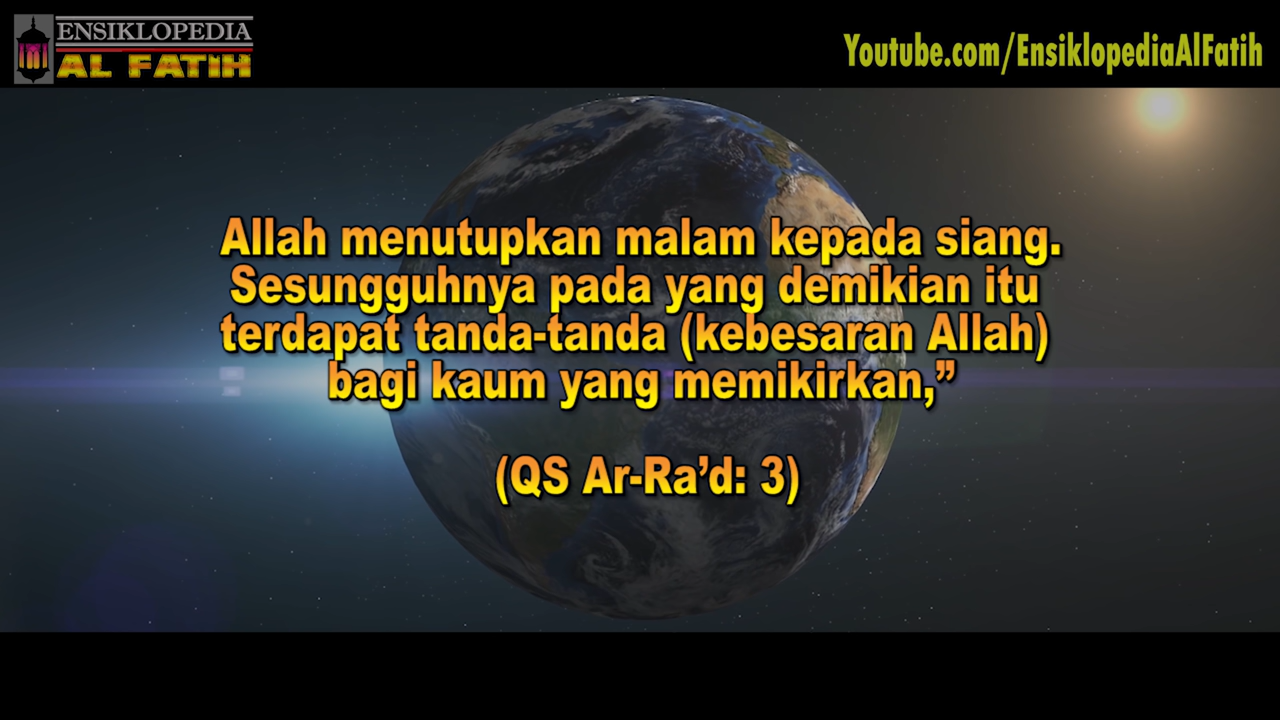 ENSIKLOPEDIA
AL FATIH
Youtube.com/EnsiklopediaAlFatih
Allah menutupkan malam kepada siang.
Sesungguhnya pada yang demikian itu
terdapat tanda-tanda (kebesaran Allah)
bagi kaum yang memikirkan,”
(QS Ar-Ra’d: 3)